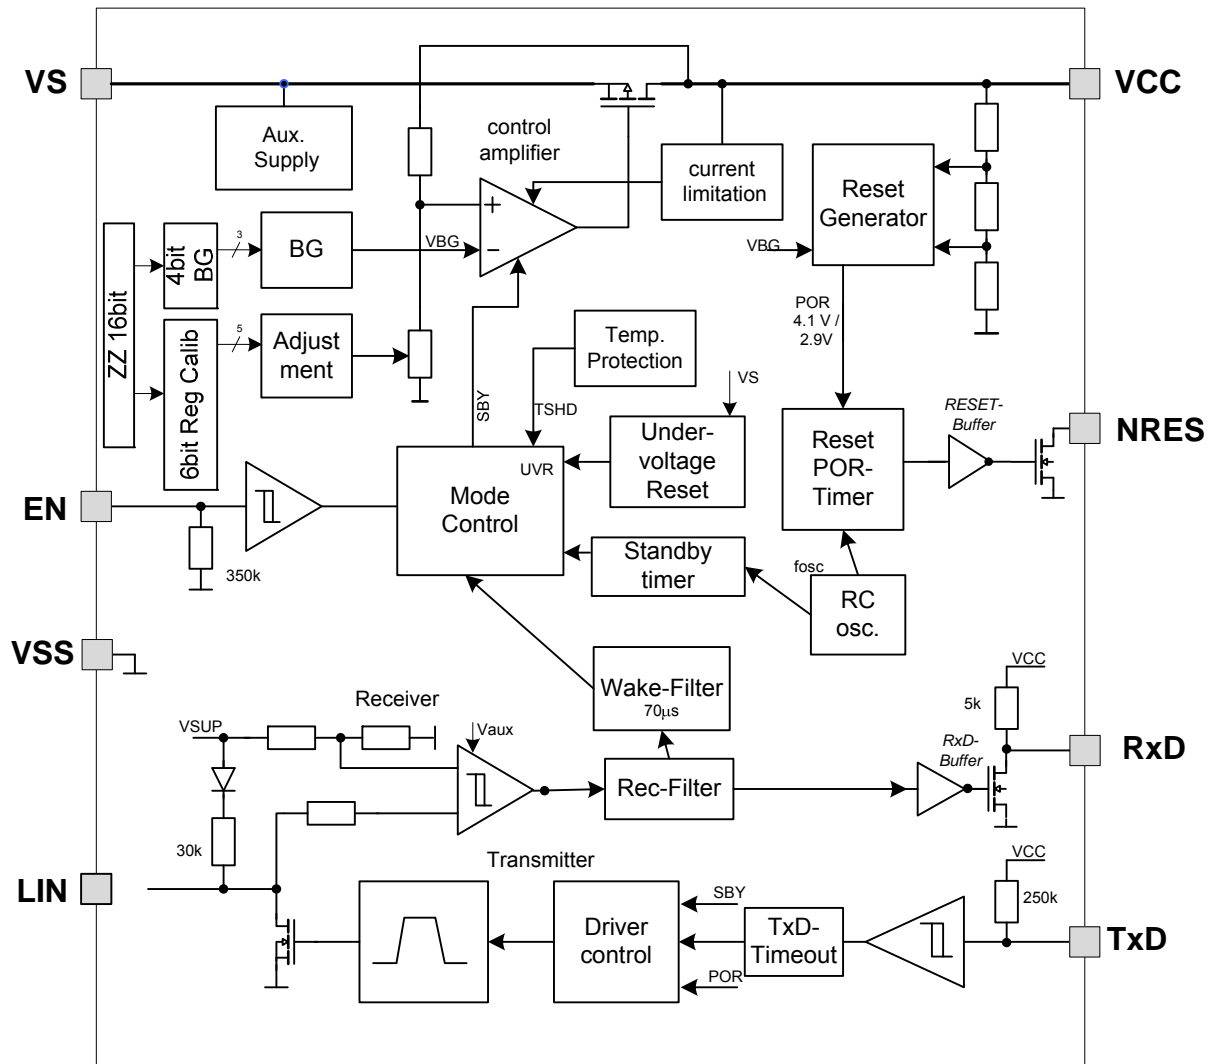 VS
VCC
Aux.
Supply
control
amplifier
current
limitation
Reset
Generator
+
−
VBG
VBG
ZZ 16bit
4bit
BG
3
BG
6bit Reg Calib
5
Adjust
ment
POR
4.1 V /
2.9V
Temp.
Protection
SBY
TSHD
VS
UVR
Under-
voltage
Reset
Mode
Control
Reset
POR-
Timer
RESET-
Buffer
NRES
EN
350k
Standby
timer
fosc
RC
osc.
VSS
Wake-Filter
70µs
Receiver
VSUP
Vaux
VCC
5k
Rec-Filter
RxD-
Buffer
RxD
30k
LIN
Transmitter
Driver
control
SBY
POR
TxD-
Timeout
VCC
250k
TxD